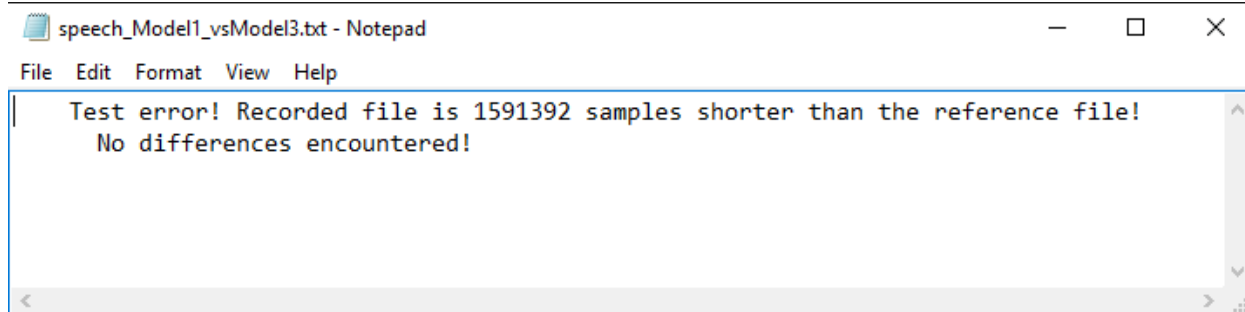 speech_Model1_vsModel3.txt - Notepad
File Edit Format View Help
Test error! Recorded file is 1591392 samples shorter than the reference file!
No differences encountered!